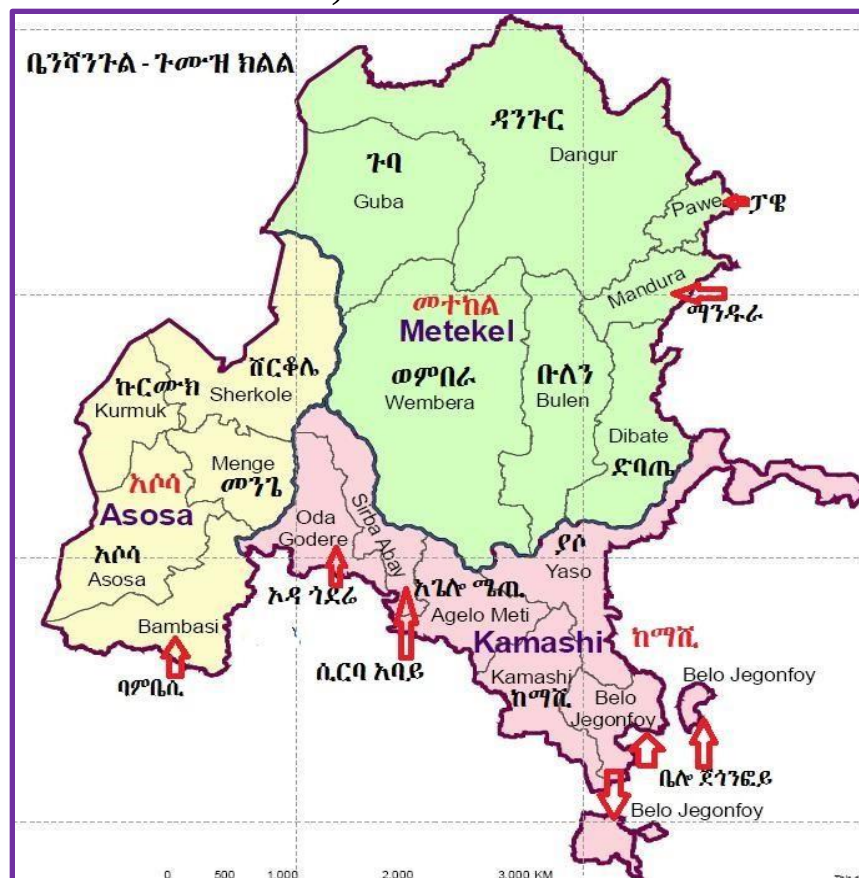 ቤንሻንጉል - ጉሙዝ ክልል
ዳንጉር
Dangur
ጉባ
Guba
Pawe
ፓዌ
Mandura
ማንዱራ
መተከል
Metekel
ወምበራ
Wembera
ቡለን
Bulen
Dibate
ድባጤ
ሸርቆሌ
Sherkole
ኩርሙክ
Kurmuk
Menge
መንጌ
አሶሳ
Asosa
አሶሳ
Asosa
Bambasi
ባምቤሲ
Oda
Godere
ኦዳ ጎደሬ
Sirba Abay
ሲርባ አባይ
አጌሎ ሜጢ
Agelo Meti
ያሶ
Yaso
Kamashi
ከማሺ
Kamashi
ከማሺ
Belo
Jegonfoy
Belo Jegonfoy
ቤሎ ጀጎንፎይ
Belo Jegonfoy
0 500 1,000 2,000 3,000 KM